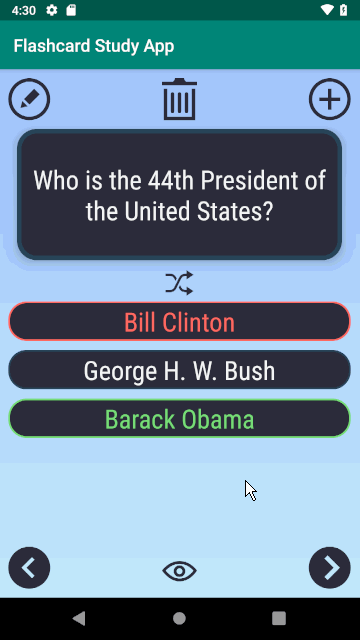 4:30
Flashcard Study App
Who is the 44th President of
the United States?
Bill Clinton
George H. W. Bush
Barack Obama